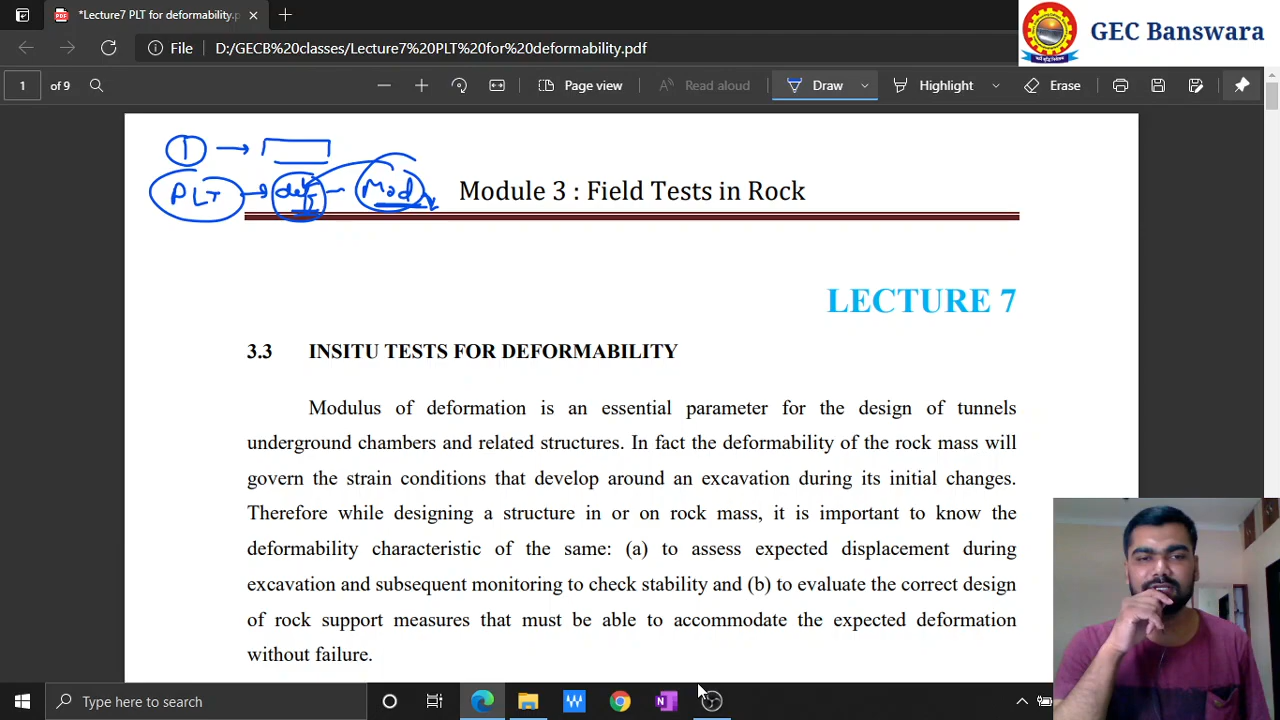 *Lecture7 PLT for deformability.p
GEC Banswara
File D:/GECB%20classes/Lecture7%20PLT%20for%20deformability.pdf
1 of 9 Page view Read aloud Draw Highlight Erase
1
PLT def Mod
Module 3 : Field Tests in Rock
LECTURE 7
3.3 INSITU TESTS FOR DEFORMABILITY
Modulus of deformation is an essential parameter for the design of tunnels
underground chambers and related structures. In fact the deformability of the rock mass will
govern the strain conditions that develop around an excavation during its initial changes.
Therefore while designing a structure in or on rock mass, it is important to know the
deformability characteristic of the same: (a) to assess expected displacement during
excavation and subsequent monitoring to check stability and (b) to evaluate the correct design
of rock support measures that must be able to accommodate the expected deformation
without failure.
Type here to search